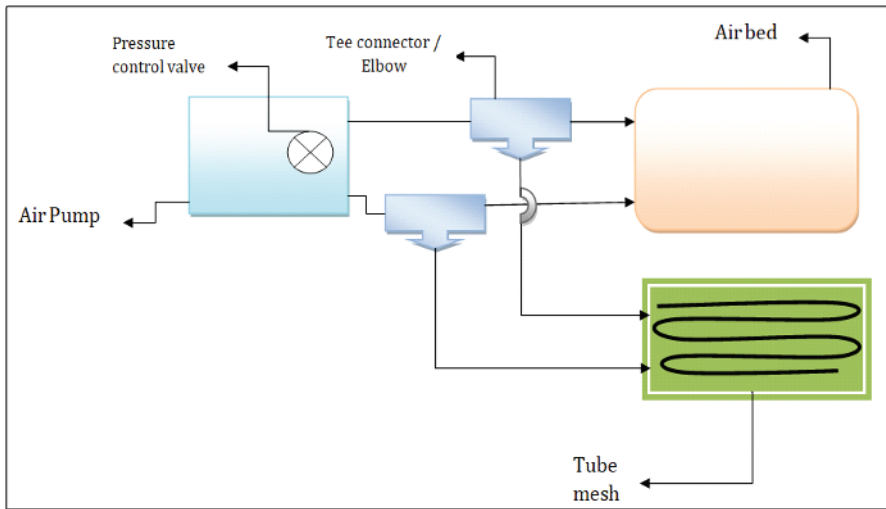 Pressure
control valve
Tee connector /
Elbow
Air bed
Air Pump
Tube
mesh